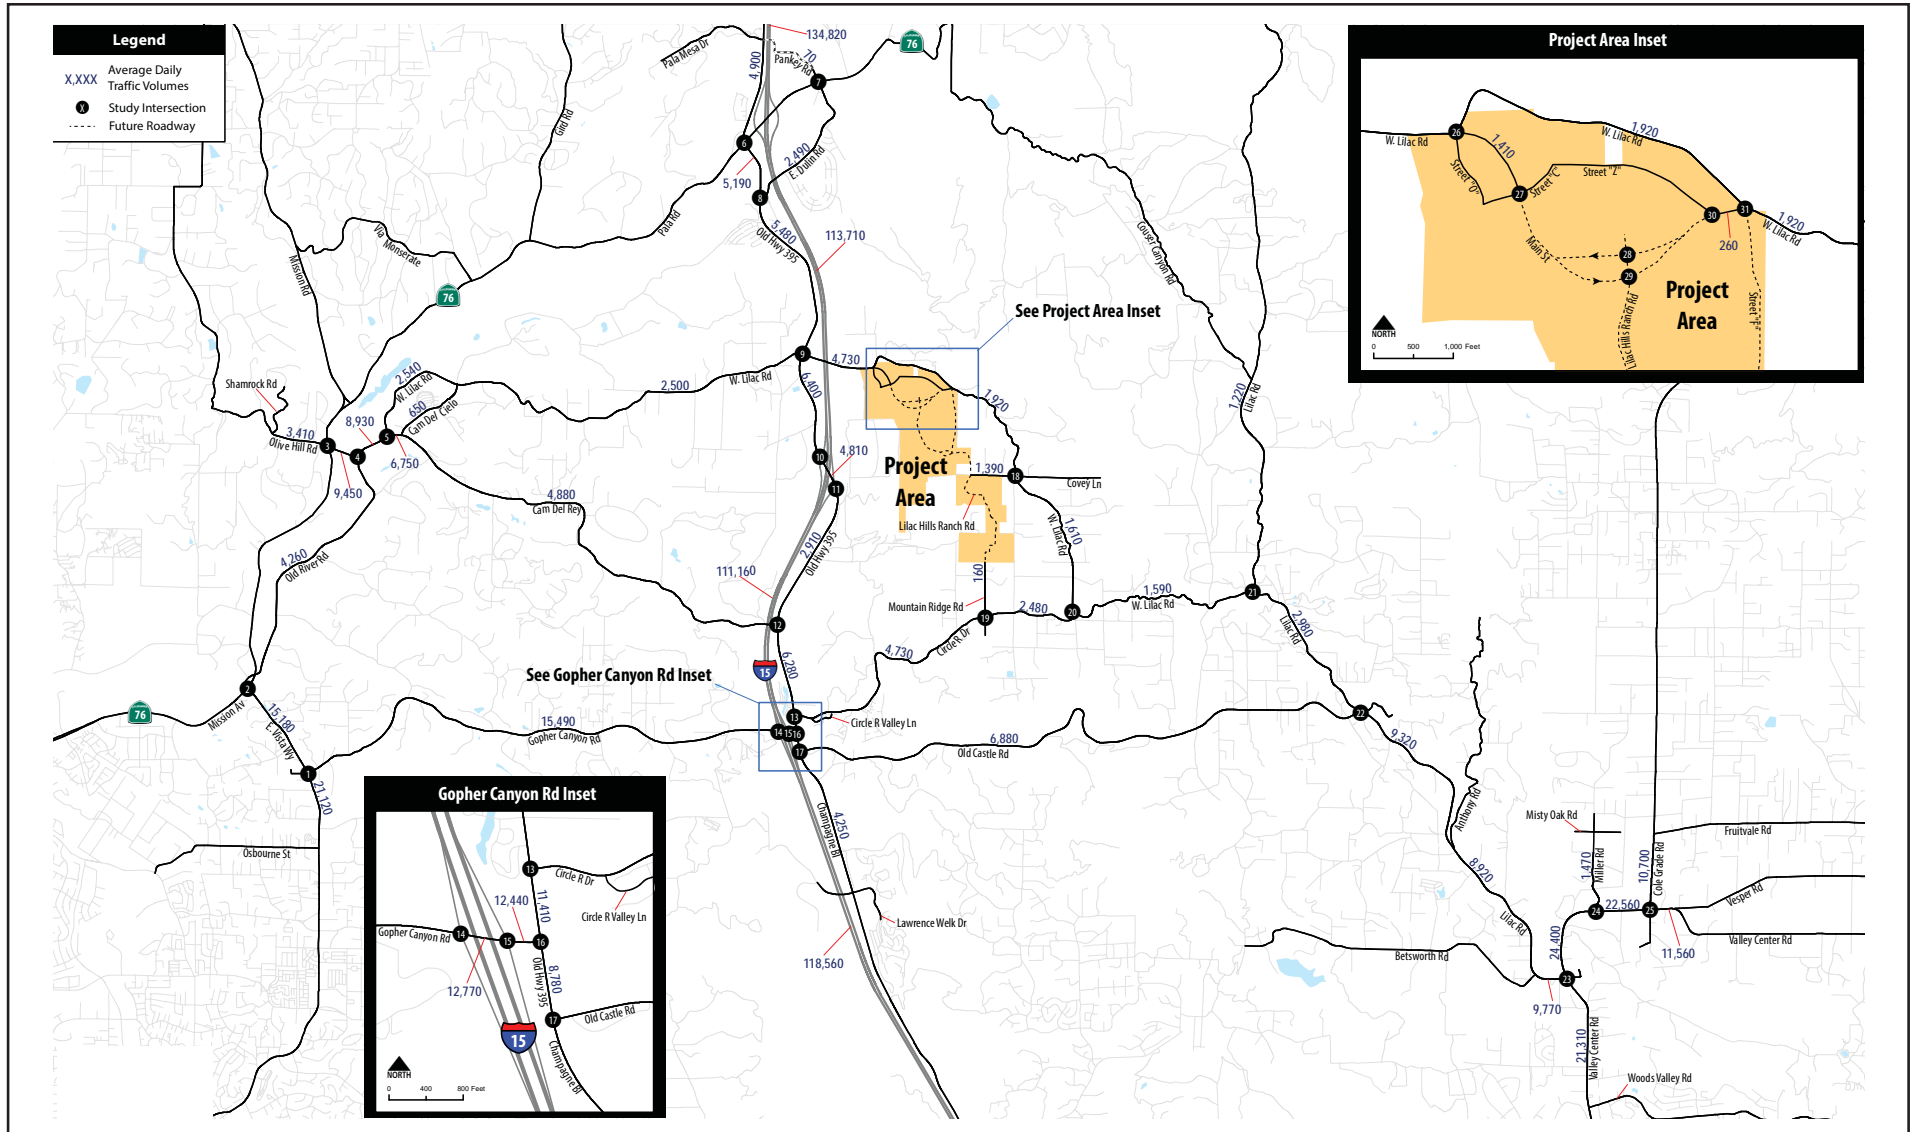 Legend
X,XXX Average Daily
Traffic Volumes
X Study Intersection
Future Roadway
134,820
4,900
Pala Mesa Dr
70
Pankey Rd
76
7
Gird Rd
6
2,490
E. Dulin Rd
5,190
8
Pala Rd
5,480
Old Hwy 395
113,710
Via Monserate
Mission Rd
76
Couser Canyon Rd
See Project Area Inset
9
4,730
2,540
W. Lilac Rd
2,500
W. Lilac Rd
6,400
1,920
1,220
Lilac Rd
Shamrock Rd
650
Cam Del Cielo
8,930
5
3,410
Olive Hill Rd
3
4
6,750
9,450
10
4,810
11
Project
Area
1,390
18
Covey Ln
Lilac Hills Ranch Rd
4,880
Cam Del Rey
2,910
Old Hwy 395
W. Lilac Rd
1,610
4,260
Old River Rd
111,160
160
Mountain Ridge Rd
19
2,480
20
1,590
W. Lilac Rd
21
2,980
Lilac Rd
12
4,730
Circle R Dr
6,280
15
See Gopher Canyon Rd Inset
2
76
Mission Av
15,180
E. Vista Wy
15,490
Gopher Canyon Rd
13
Circle R Valley Ln
14 15 16
17
6,880
Old Castle Rd
22
9,320
1
21,120
Osbourne St
4,250
Champagne Bl
Anthony Rd
Misty Oak Rd
Fruitvale Rd
1,470
Miller Rd
10,700
Cole Grade Rd
8,920
Vesper Rd
24
22,560
25
Lilac Rd
Valley Center Rd
11,560
24,400
Lawrence Welk Dr
118,560
Betsworth Rd
23
9,770
21,310
Valley Center Rd
Woods Valley Rd
Gopher Canyon Rd Inset
13
Circle R Dr
Circle R Valley Ln
12,440
11,410
Gopher Canyon Rd
14
15
16
12,770
Old Hwy 395
8,780
17
Old Castle Rd
15
Champagne Bl
NORTH
0 400 800 Feet
Project Area Inset
26
W. Lilac Rd
1,410
1,920
W. Lilac Rd
Street "O"
27
Street "C"
Street "Z"
30
31
1,920
W. Lilac Rd
260
Main St
28
29
Lilac Hills Ranch Rd
Project
Area
Street "F"
NORTH
0 500 1,000 Feet